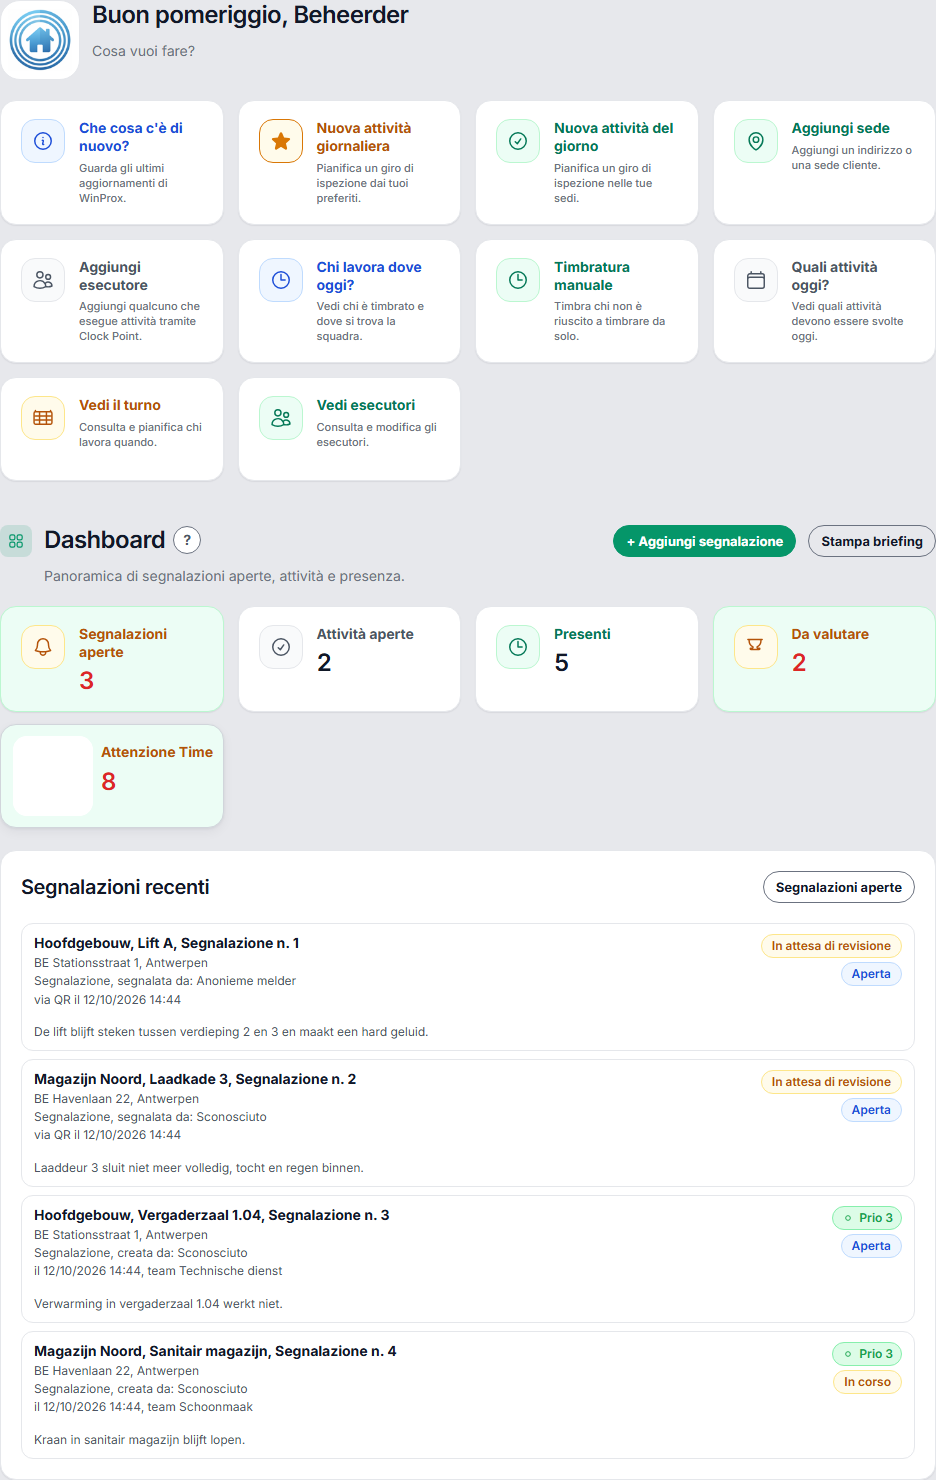 Buon pomeriggio, Beheerder
Cosa vuoi fare?
Che cosa c'è di
nuovo?
Guarda gli ultimi
aggiornamenti di
WinProx.
Nuova attività
giornaliera
Pianifica un giro di
ispezione dai tuoi
preferiti.
Nuova attività del
giorno
Pianifica un giro di
ispezione nelle tue
sedi.
Aggiungi sede
Aggiungi un indirizzo o
una sede cliente.
Aggiungi
esecutore
Aggiungi qualcuno che
esegue attività tramite
Clock Point.
Chi lavora dove
oggi?
Vedi chi è timbrato e
dove si trova la
squadra.
Timbratura
manuale
Timbra chi non è
riuscito a timbrare da
solo.
Quali attività
oggi?
Vedi quali attività
devono essere svolte
oggi.
Vedi il turno
Consulta e pianifica chi
lavora quando.
Vedi esecutori
Consulta e modifica gli
esecutori.
Dashboard ?
+ Aggiungi segnalazione
Stampa briefing
Panoramica di segnalazioni aperte, attività e presenza.
Segnalazioni
aperte
3
Attività aperte
2
Presenti
5
Da valutare
2
Attenzione Time
8
Segnalazioni recenti
Segnalazioni aperte
Hoofdgebouw, Lift A, Segnalazione n. 1
In attesa di revisione
BE Stationsstraat 1, Antwerpen
Aperta
Segnalazione, segnalata da: Anonieme melder
via QR il 12/10/2026 14:44
De lift blijft steken tussen verdieping 2 en 3 en maakt een hard geluid.
Magazijn Noord, Laadkade 3, Segnalazione n. 2
In attesa di revisione
BE Havenlaan 22, Antwerpen
Aperta
Segnalazione, segnalata da: Sconosciuto
via QR il 12/10/2026 14:44
Laaddeur 3 sluit niet meer volledig, tocht en regen binnen.
Hoofdgebouw, Vergaderzaal 1.04, Segnalazione n. 3
Prio 3
BE Stationsstraat 1, Antwerpen
Aperta
Segnalazione, creata da: Sconosciuto
il 12/10/2026 14:44, team Technische dienst
Verwarming in vergaderzaal 1.04 werkt niet.
Magazijn Noord, Sanitair magazijn, Segnalazione n. 4
Prio 3
BE Havenlaan 22, Antwerpen
In corso
Segnalazione, creata da: Sconosciuto
il 12/10/2026 14:44, team Schoonmaak
Kraan in sanitair magazijn blijft lopen.